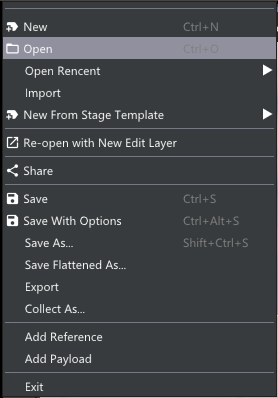 New Ctrl+N
Open Ctrl+O
Open Rencent
Import
New From Stage Template
Re-open with New Edit Layer
Share
Save Ctrl+S
Save With Options Ctrl+Alt+S
Save As... Shift+Ctrl+S
Save Flattened As...
Export
Collect As...
Add Reference
Add Payload
Exit